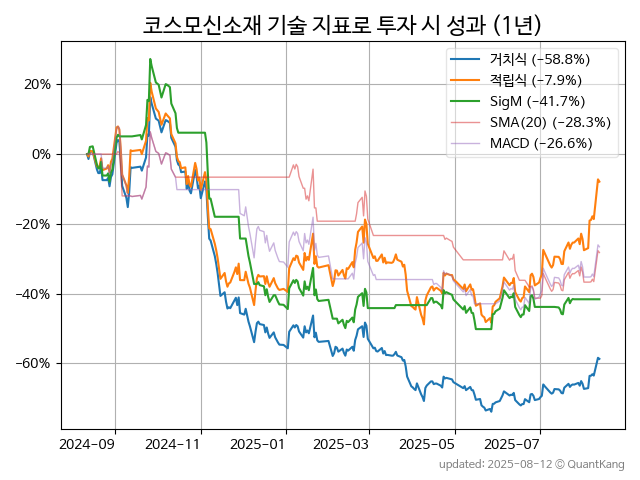 코스모신소재 기술 지표로 투자 시 성과 (1년)
거치식 (−58.8%)
적립식 (−7.9%)
SigM (−41.7%)
SMA(20) (−28.3%)
MACD (−26.6%)
20%
0%
−20%
−40%
−60%
2024−09 2024−11 2025−01 2025−03 2025−05 2025−07
updated: 2025−08−12 © QuantKang